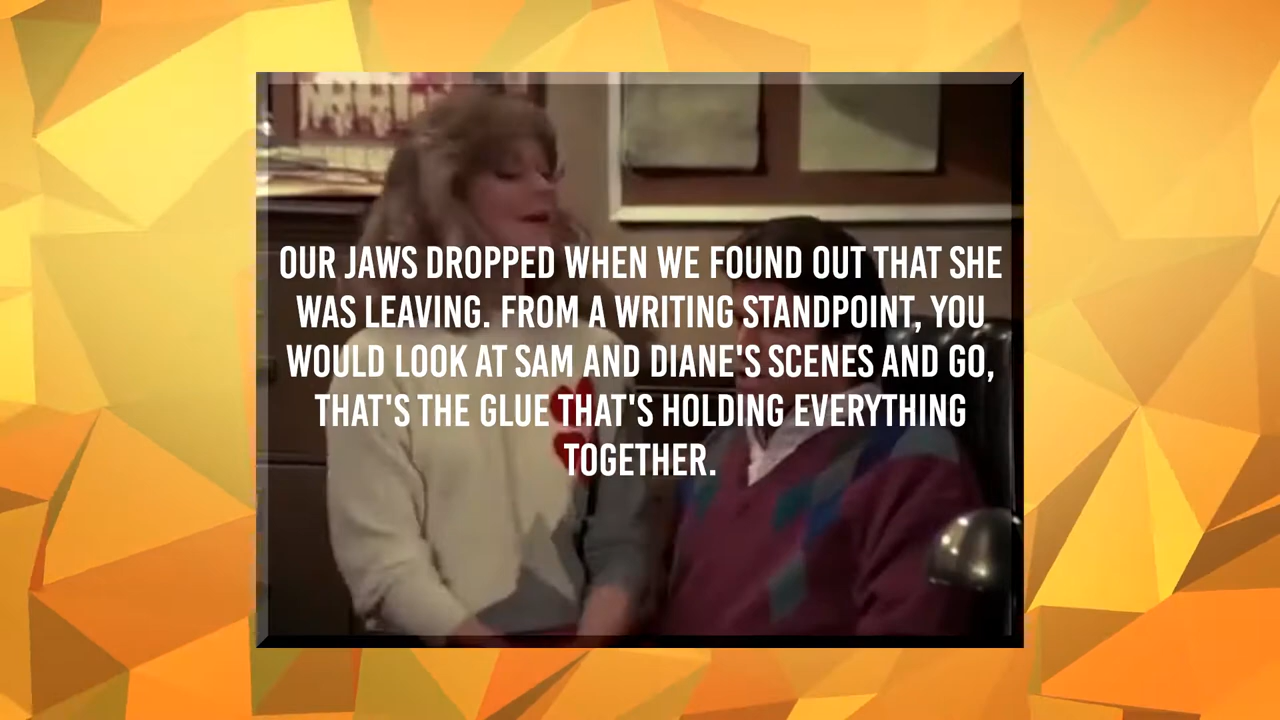 OUR JAWS DROPPED WHEN WE FOUND OUT THAT SHE
WAS LEAVING. FROM A WRITING STANDPOINT, YOU
WOULD LOOK AT SAM AND DIANE'S SCENES AND GO,
THAT'S THE GLUE THAT'S HOLDING EVERYTHING
TOGETHER.